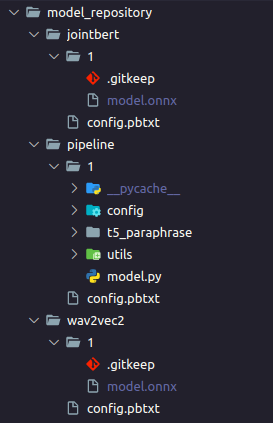 model_repository
jointbert
1
.gitkeep
model.onnx
config.pbtxt
pipeline
1
__pycache__
config
t5_paraphrase
utils
model.py
config.pbtxt
wav2vec2
1
.gitkeep
model.onnx
config.pbtxt